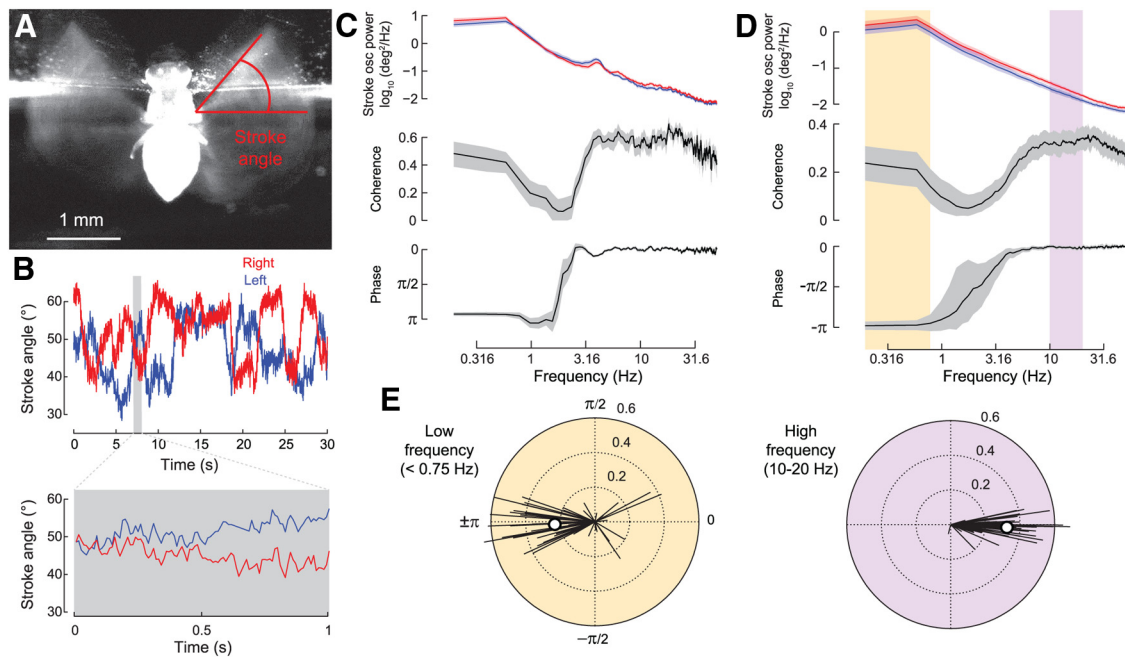 A
Stroke
angle
1 mm
B
Right
Left
Stroke angle (°)
60
50
40
30
0
5
10
15
20
25
30
Time (s)
Stroke angle (°)
60
50
40
30
0
0.5
1
Time (s)
C
Stroke osc power
log10 (deg2/Hz)
1
0
−1
−2
Coherence
0.6
0.4
0.2
0
Phase
0
π/2
π
0.316
1
3.16
10
31.6
Frequency (Hz)
D
Stroke osc power
log10 (deg2/Hz)
0
−1
−2
Coherence
0.4
0.2
0
Phase
0
−π/2
−π
0.316
1
3.16
10
31.6
Frequency (Hz)
E
Low
frequency
(< 0.75 Hz)
π/2
0.6
0.4
0.2
±π
0
−π/2
High
frequency
(10-20 Hz)
0.6
0.4
0.2